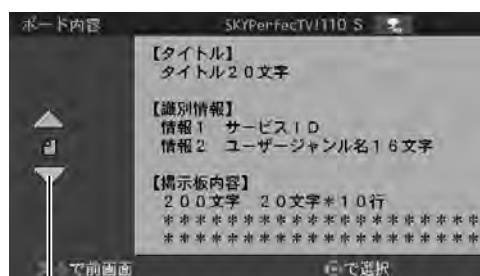 ボード内容 SKYPerfecTV!110 S
【タイトル】
タイトル20文字
【識別情報】
情報1 サービスID
情報2 ユーザージャンル名16文字
【掲示板内容】
200文字 20文字*10行
********************
********************
で前画面 で選択